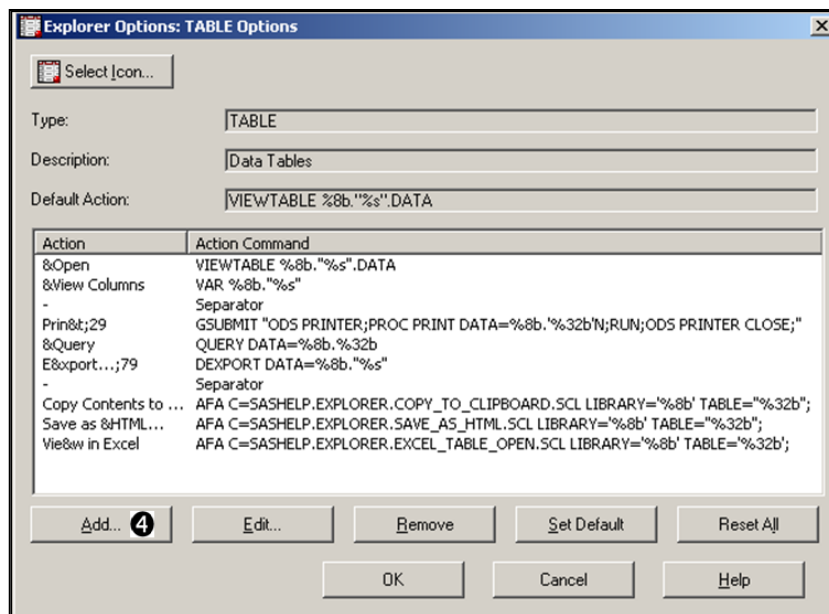 Explorer Options: TABLE Options
Select Icon...
Type: TABLE
Description: Data Tables
Default Action: VIEWTABLE %8b."%s".DATA
Action Action Command
&Open VIEWTABLE %8b."%s".DATA
&View Columns VAR %8b."%s"
- Separator
Prin&t;29 GSUBMIT "ODS PRINTER;PROC PRINT DATA=%8b.'%32b'N;RUN;ODS PRINTER CLOSE;"
&Query QUERY DATA=%8b.%32b
E&xport...;79 DEXPORT DATA=%8b."%s"
- Separator
Copy Contents to ... AFA C=SASHELP.EXPLORER.COPY_TO_CLIPBOARD.SCL LIBRARY='%8b' TABLE="%32b";
Save as &HTML... AFA C=SASHELP.EXPLORER.SAVE_AS_HTML.SCL LIBRARY='%8b' TABLE="%32b";
Vie&w in Excel AFA C=SASHELP.EXPLORER.EXCEL_TABLE_OPEN.SCL LIBRARY='%8b' TABLE='%32b';
Add... 4 Edit... Remove Set Default Reset All
OK Cancel Help